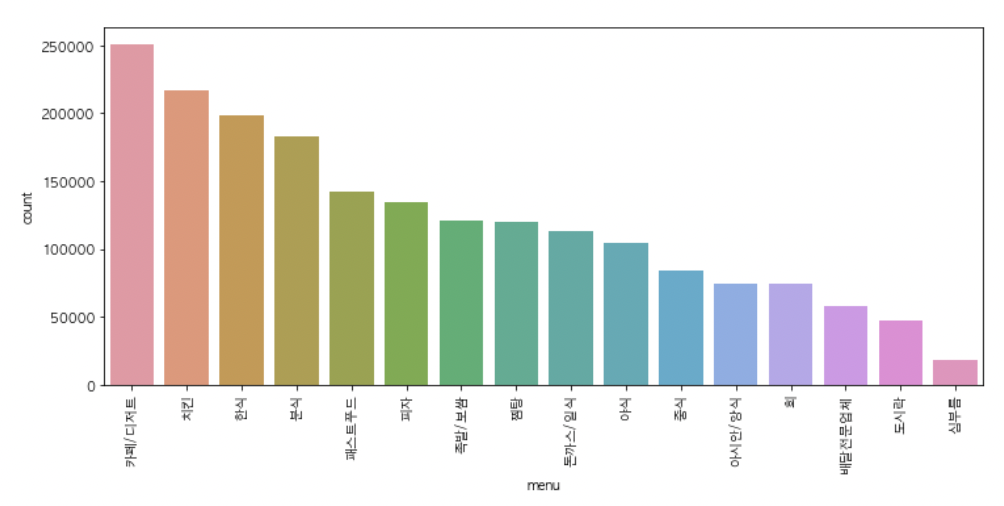 250000
200000
150000
100000
50000
0
count
카페/디저트
치킨
한식
분식
패스트푸드
피자
족발/보쌈
찜탕
돈까스/일식
야식
중식
아시안/양식
회
배달전문업체
도시락
심부름
menu